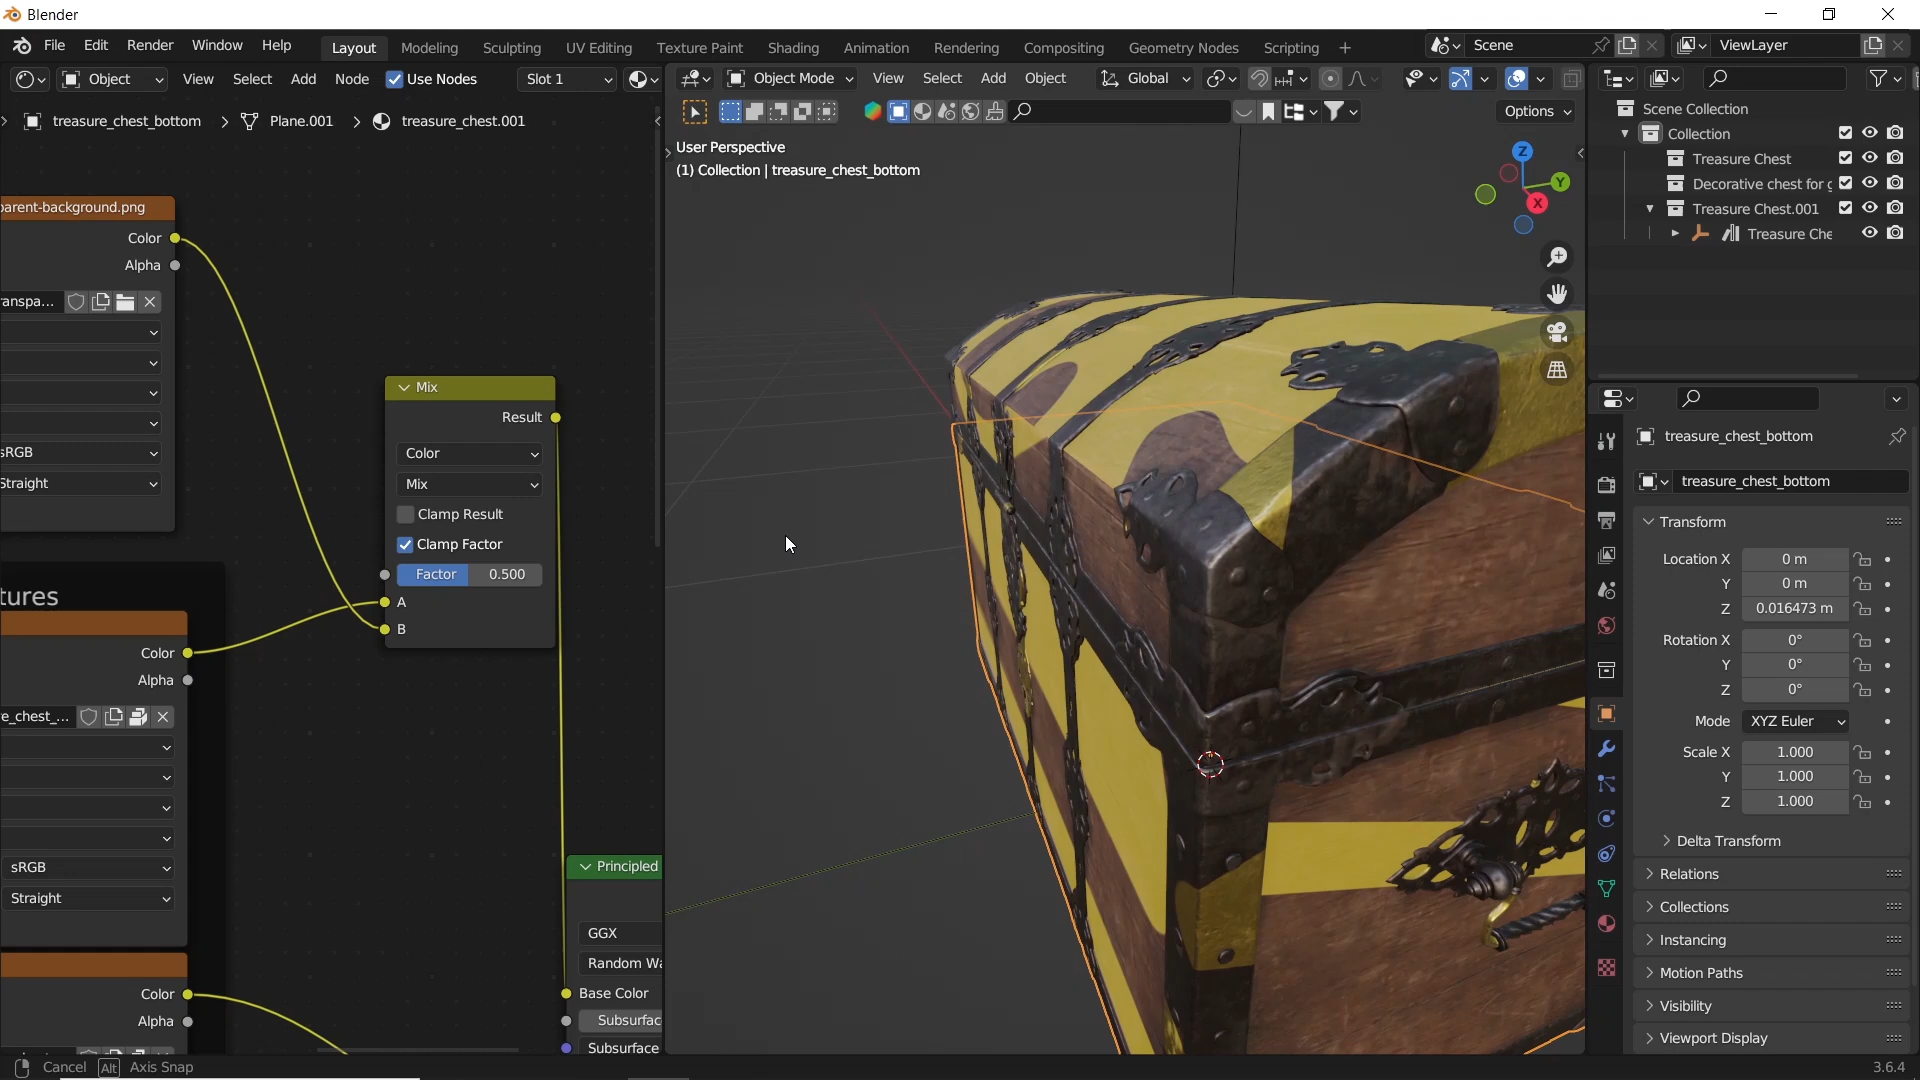 Blender
File Edit Render Window Help
Layout Modeling Sculpting UV Editing Texture Paint Shading Animation Rendering Compositing Geometry Nodes Scripting +
Scene
ViewLayer
Object View Select Add Node Use Nodes Slot 1
Object Mode View Select Add Object Global
Options
treasure_chest_bottom > Plane.001 > treasure_chest.001
User Perspective
(1) Collection | treasure_chest_bottom
Z
Y
X
parent-background.png
Color
Alpha
ranspa...
sRGB
Straight
tures
Color
Alpha
re_chest_...
sRGB
Straight
Color
Alpha
Mix
Result
Color
Mix
Clamp Result
Clamp Factor
Factor 0.500
A
B
Principled
GGX
Random Wa
Base Color
Subsurfac
Subsurface
Scene Collection
Collection
Treasure Chest
Decorative chest for g
Treasure Chest.001
Treasure Che
treasure_chest_bottom
treasure_chest_bottom
Transform
Location X 0 m
Y 0 m
Z 0.016473 m
Rotation X 0°
Y 0°
Z 0°
Mode XYZ Euler
Scale X 1.000
Y 1.000
Z 1.000
Delta Transform
Relations
Collections
Instancing
Motion Paths
Visibility
Viewport Display
Cancel Alt Axis Snap
3.6.4